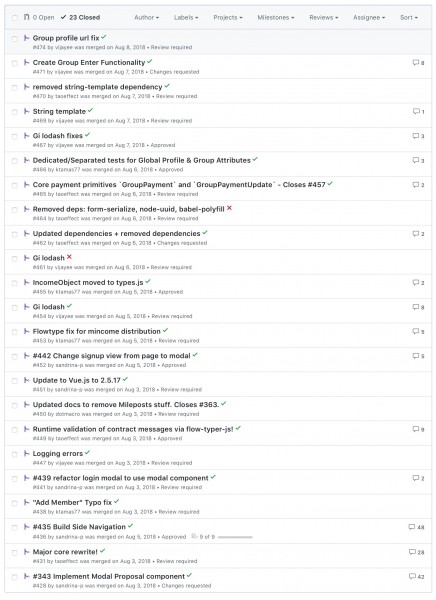 0 Open 23 Closed Author Labels Projects Milestones Reviews Assignee Sort
Group profile url fix
#474 by vijayee was merged on Aug 8, 2018 • Review required
Create Group Enter Functionality 8
#471 by vijayee was merged on Aug 7, 2018 • Changes requested
removed string-template dependency
#470 by taoeffect was merged on Aug 7, 2018 • Review required
String template 1
#469 by vijayee was merged on Aug 7, 2018 • Review required
Gi lodash fixes 3
#467 by vijayee was merged on Aug 7, 2018 • Approved
Dedicated/Separated tests for Global Profile & Group Attributes 3
#466 by ktamas77 was merged on Aug 6, 2018 • Approved
Core payment primitives `GroupPayment` and `GroupPaymentUpdate` - Closes #457 2
#465 by taoeffect was merged on Aug 6, 2018 • Review required
Removed deps: form-serialize, node-uuid, babel-polyfill
#464 by taoeffect was merged on Aug 6, 2018 • Review required
Updated dependencies + removed dependencies 2
#462 by taoeffect was merged on Aug 6, 2018 • Changes requested
Gi lodash
#461 by vijayee was merged on Aug 6, 2018 • Review required
IncomeObject moved to types.js 2
#455 by ktamas77 was merged on Aug 5, 2018 • Approved
Gi lodash 8
#454 by vijayee was merged on Aug 5, 2018 • Review required
Flowtype fix for mincome distribution 5
#453 by ktamas77 was merged on Aug 5, 2018 • Review required
#442 Change signup view from page to modal 5
#452 by sandrina-p was merged on Aug 5, 2018 • Approved
Update to Vue.js to 2.5.17
#451 by sandrina-p was merged on Aug 3, 2018 • Review required
Updated docs to remove Mileposts stuff. Closes #363.
#450 by dotmacro was merged on Aug 3, 2018 • Review required
Runtime validation of contract messages via flow-typer-js! 9
#449 by taoeffect was merged on Aug 3, 2018 • Approved
Logging errors
#447 by vijayee was merged on Aug 3, 2018 • Review required
#439 refactor login modal to use modal component 2
#441 by sandrina-p was merged on Aug 3, 2018 • Review required
"Add Member" Typo fix
#438 by ktamas77 was merged on Aug 3, 2018 • Review required
#435 Build Side Navigation 48
#436 by sandrina-p was merged on Aug 5, 2018 • Approved 9 of 9
Major core rewrite! 28
#431 by taoeffect was merged on Aug 3, 2018 • Review required
#343 Implement Modal Proposal component 42
#428 by sandrina-p was merged on Aug 3, 2018 • Changes requested